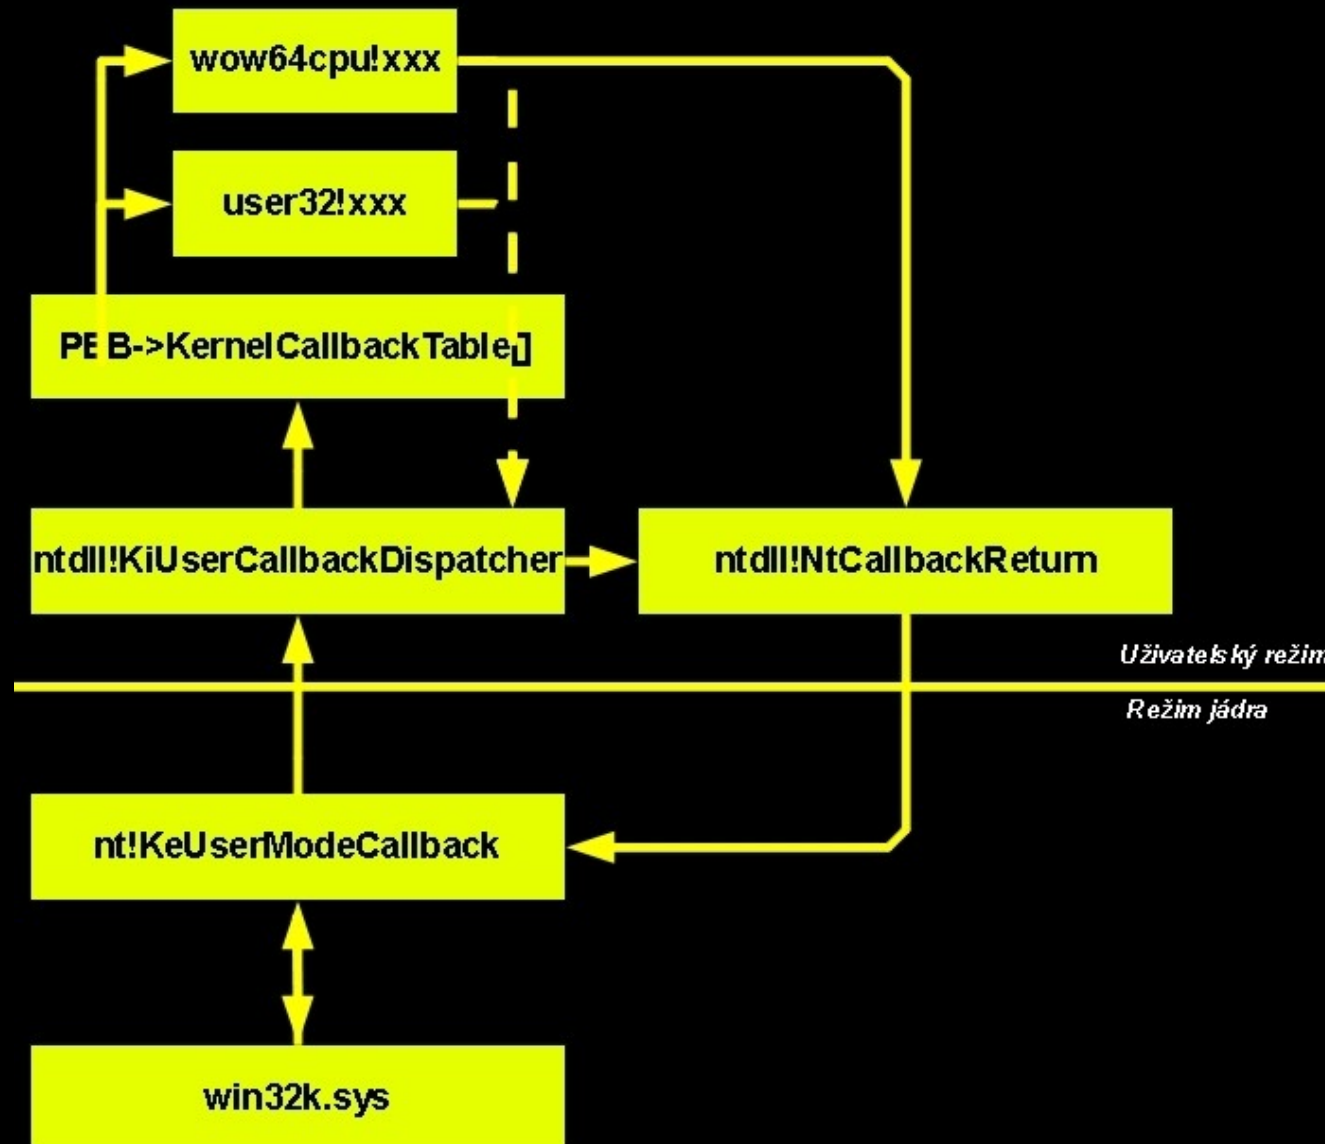 wow64cpu!xxx
user32!xxx
PEB->KernelCallbackTable[]
ntdll!KiUserCallbackDispatcher
ntdll!NtCallbackReturn
Uživatelský režim
Režim jádra
nt!KeUserModeCallback
win32k.sys